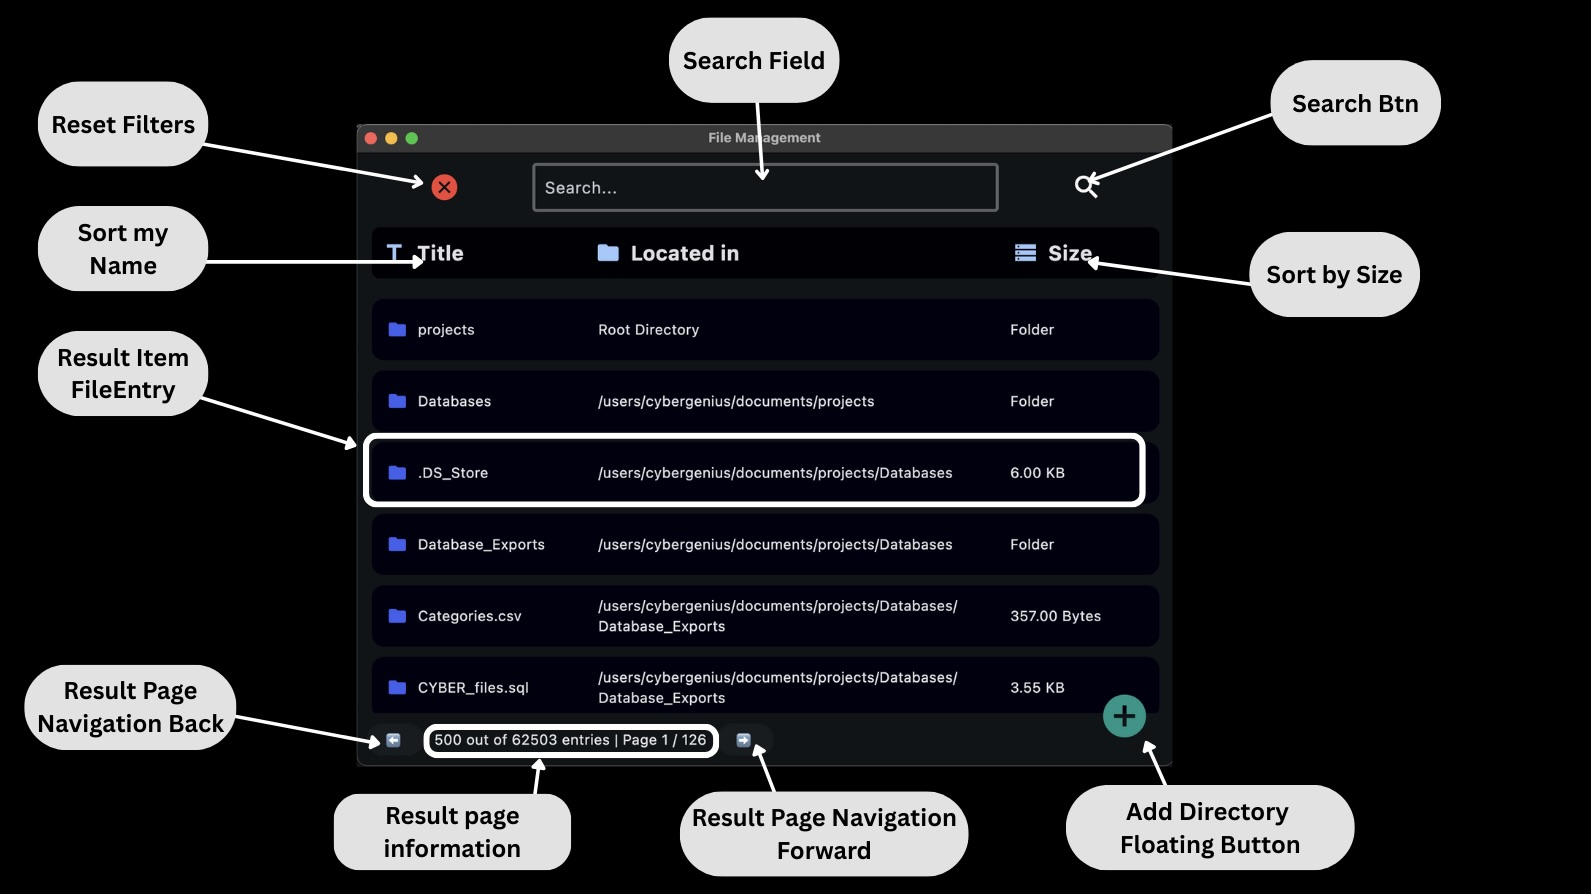 Search Field
Reset Filters
Search Btn
File Management
Search...
Sort my
Name
Title
Located in
Size
Sort by Size
projects
Root Directory
Folder
Result Item
FileEntry
Databases
/users/cybergenius/documents/projects
Folder
.DS_Store
/users/cybergenius/documents/projects/Databases
6.00 KB
Database_Exports
/users/cybergenius/documents/projects/Databases
Folder
Categories.csv
/users/cybergenius/documents/projects/Databases/
Database_Exports
357.00 Bytes
CYBER_files.sql
/users/cybergenius/documents/projects/Databases/
Database_Exports
3.55 KB
Result Page
Navigation Back
500 out of 62503 entries | Page 1 / 126
Result page
information
Result Page Navigation
Forward
Add Directory
Floating Button